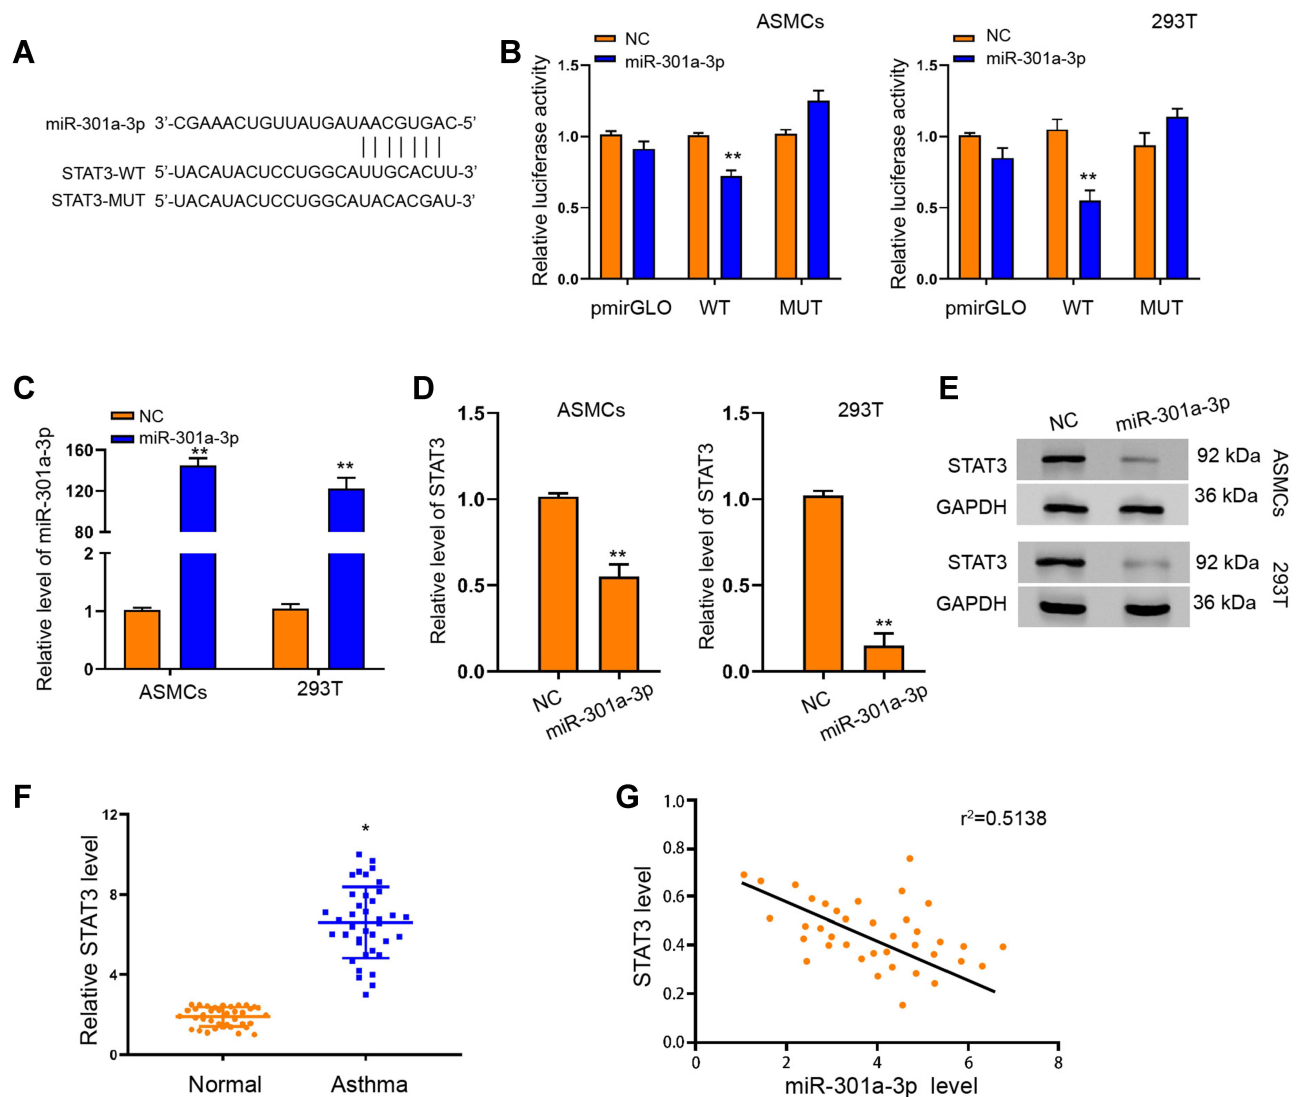 A
miR-301a-3p 3’-CGAAACUGUUAUGAUAACGUGAC-5’
STAT3-WT 5’-UACAUACUCCUGGCAUUGCACUU-3’
STAT3-MUT 5’-UACAUACUCCUGGCAUACACGAU-3’
B
ASMCs
NC
miR-301a-3p
Relative luciferase activity
1.5
1.0
0.5
0.0
**
pmirGLO WT MUT
293T
NC
miR-301a-3p
Relative luciferase activity
1.5
1.0
0.5
0.0
**
pmirGLO WT MUT
C
NC
miR-301a-3p
Relative level of miR-301a-3p
160
120
80
2
1
0
** **
ASMCs 293T
D
ASMCs
Relative level of STAT3
1.5
1.0
0.5
0.0
**
NC miR-301a-3p
293T
Relative level of STAT3
1.5
1.0
0.5
0.0
**
NC miR-301a-3p
E
NC miR-301a-3p
STAT3 92 kDa
GAPDH 36 kDa
ASMCs
STAT3 92 kDa
GAPDH 36 kDa
293T
F
Relative STAT3 level
12
8
4
0
*
Normal Asthma
G
r²=0.5138
STAT3 level
1.0
0.8
0.6
0.4
0.2
0.0
0 2 4 6 8
miR-301a-3p level